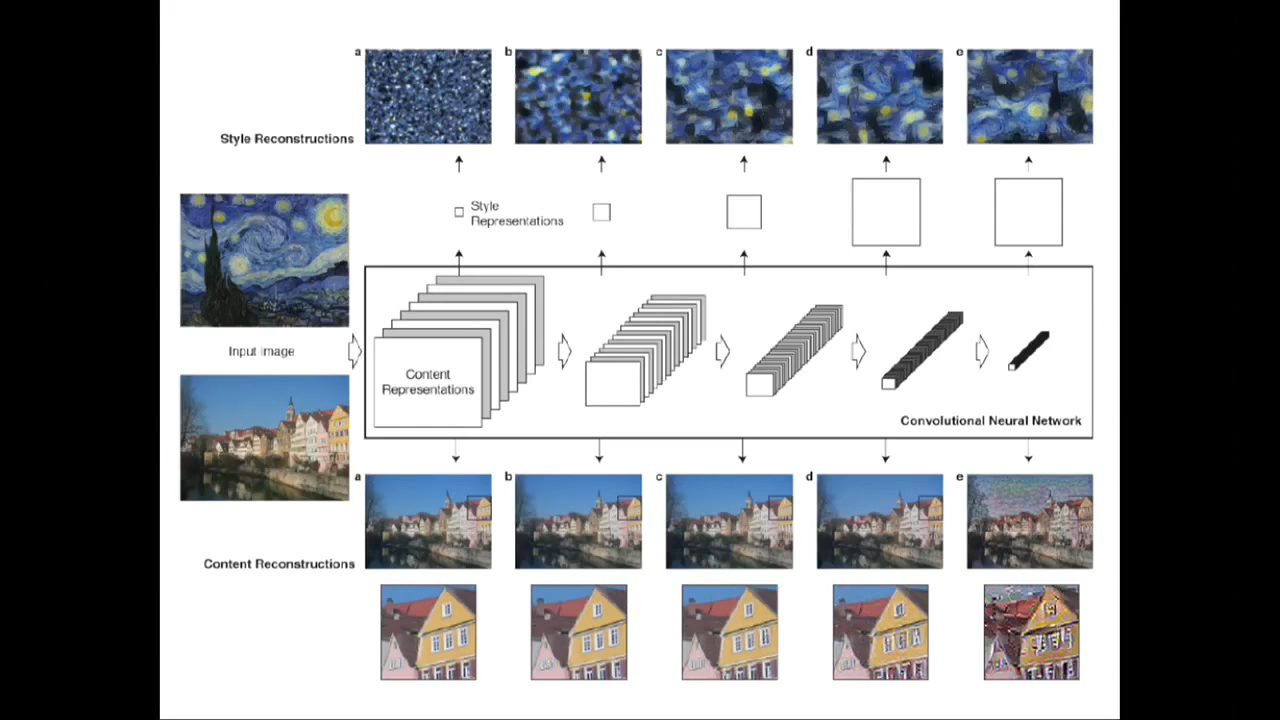 a b c d e
Style Reconstructions
Style
Representations
Input image
Content
Representations
Convolutional Neural Network
a b c d e
Content Reconstructions